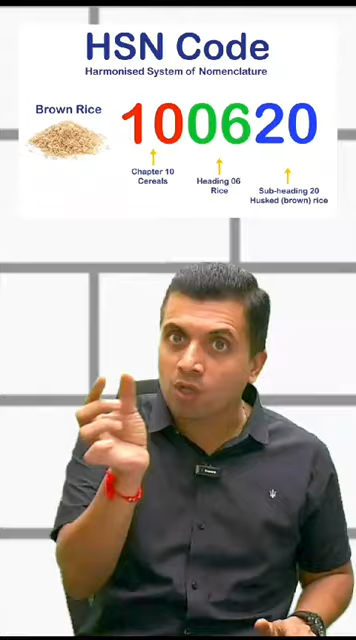 HSN Code
Harmonised System of Nomenclature
Brown Rice
100620
Chapter 10
Cereals
Heading 06
Rice
Sub-heading 20
Husked (brown) rice